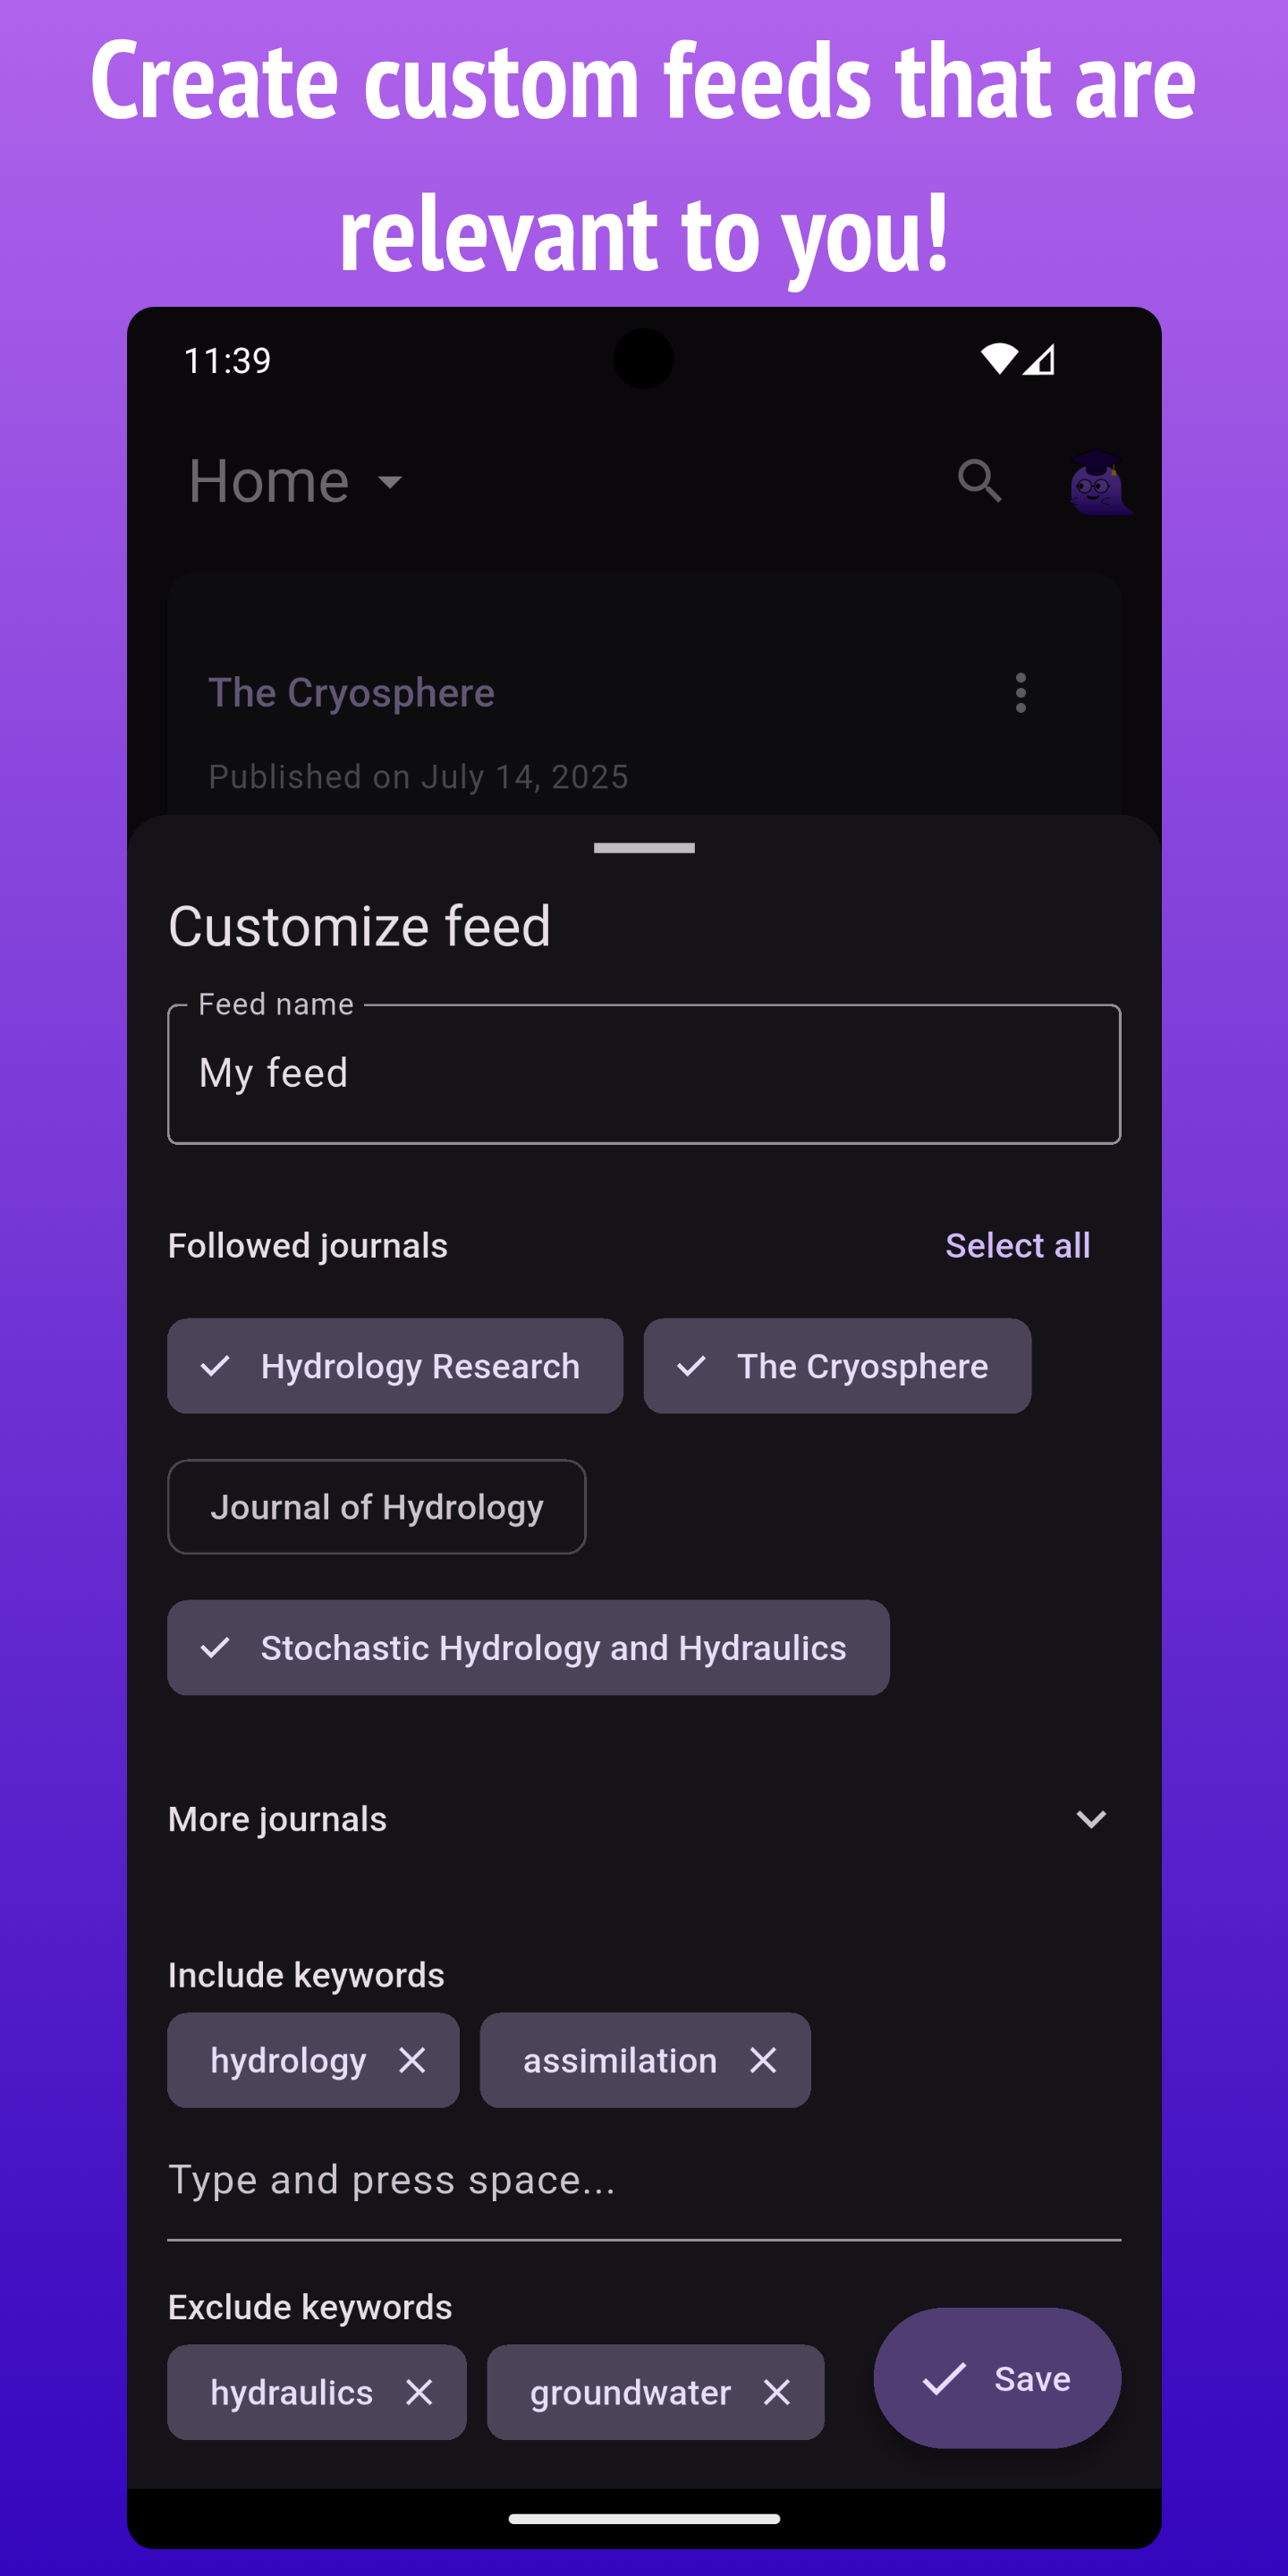 Create custom feeds that are
relevant to you!
11:39
Home
The Cryosphere
Published on July 14, 2025
Customize feed
Feed name
My feed
Followed journals Select all
Hydrology Research The Cryosphere
Journal of Hydrology
Stochastic Hydrology and Hydraulics
More journals
Include keywords
hydrology assimilation
Type and press space...
Exclude keywords
hydraulics groundwater Save